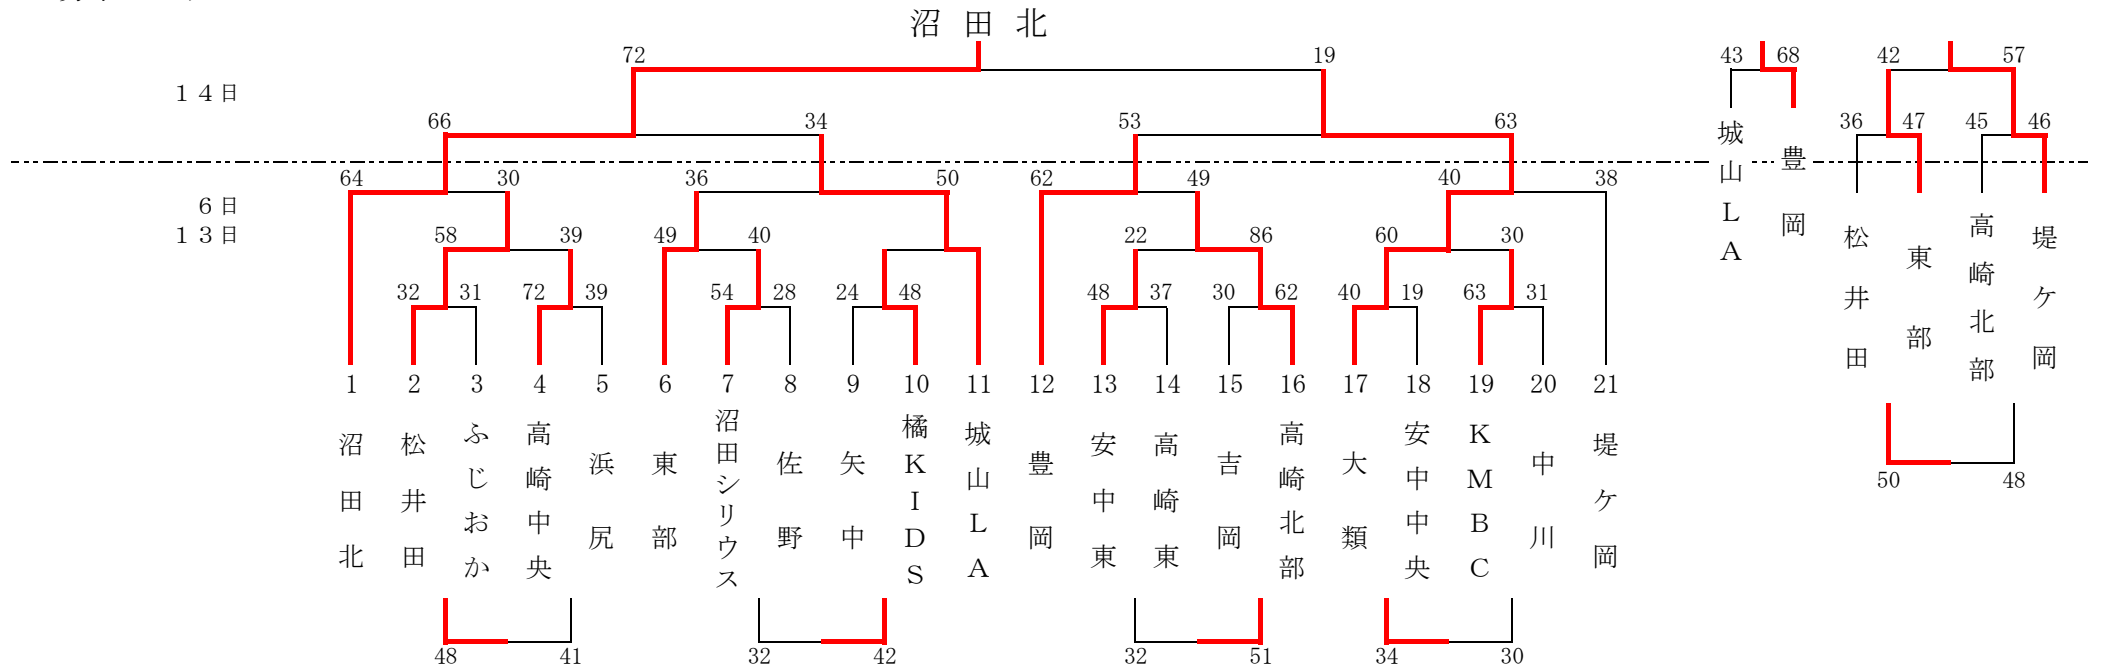 沼田北
72 19 43 68 42 57
14日
66 34 53 63 36 47 45 46
64 30 36 50 62 49 40 38
6日
13日
58 39 49 40 22 86 60 30
32 31 72 39 54 28 24 48 48 37 30 62 40 19 63 31
1 2 3 4 5 6 7 8 9 10 11 12 13 14 15 16 17 18 19 20 21
沼田北
松井田
ふじおか
高崎中央
浜尻
東部
沼田シリウス
佐野
矢中
橘KIDS
城山LA
豊岡
安中東
高崎東
吉岡
高崎北部
大類
安中中央
KMBC
中川
堤ヶ岡
48 41 32 42 32 51 34 30
城山LA
豊岡
松井田
東部
高崎北部
堤ヶ岡
50 48